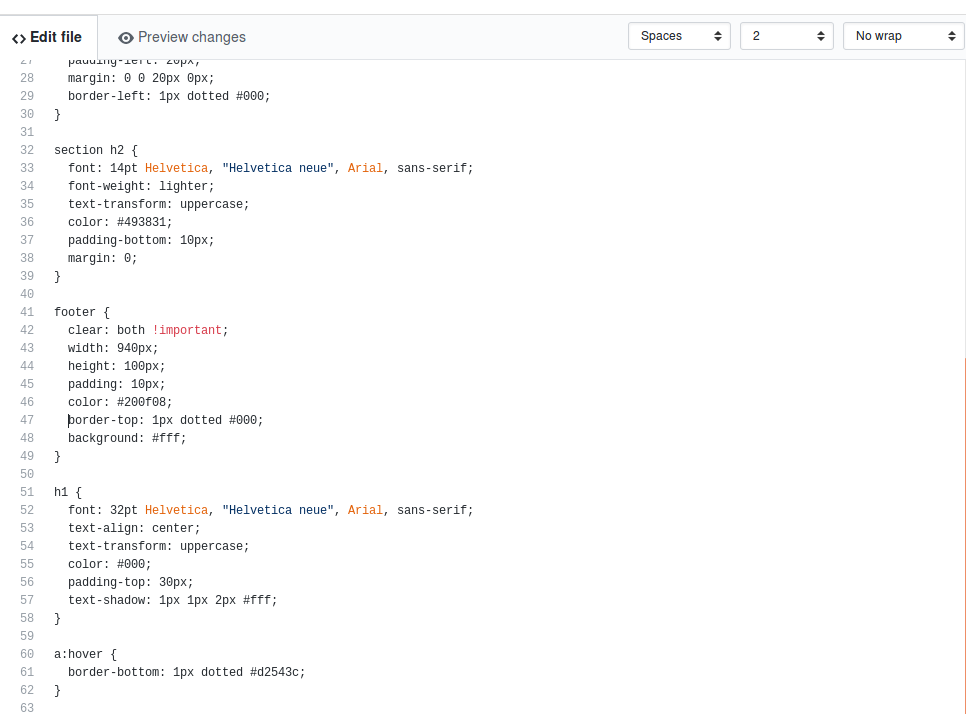 Edit file
Preview changes
Spaces
2
No wrap
27 padding-left: 20px;
28 margin: 0 0 20px 0px;
29 border-left: 1px dotted #000;
30 }
31
32 section h2 {
33 font: 14pt Helvetica, "Helvetica neue", Arial, sans-serif;
34 font-weight: lighter;
35 text-transform: uppercase;
36 color: #493831;
37 padding-bottom: 10px;
38 margin: 0;
39 }
40
41 footer {
42 clear: both !important;
43 width: 940px;
44 height: 100px;
45 padding: 10px;
46 color: #200f08;
47 border-top: 1px dotted #000;
48 background: #fff;
49 }
50
51 h1 {
52 font: 32pt Helvetica, "Helvetica neue", Arial, sans-serif;
53 text-align: center;
54 text-transform: uppercase;
55 color: #000;
56 padding-top: 30px;
57 text-shadow: 1px 1px 2px #fff;
58 }
59
60 a:hover {
61 border-bottom: 1px dotted #d2543c;
62 }
63